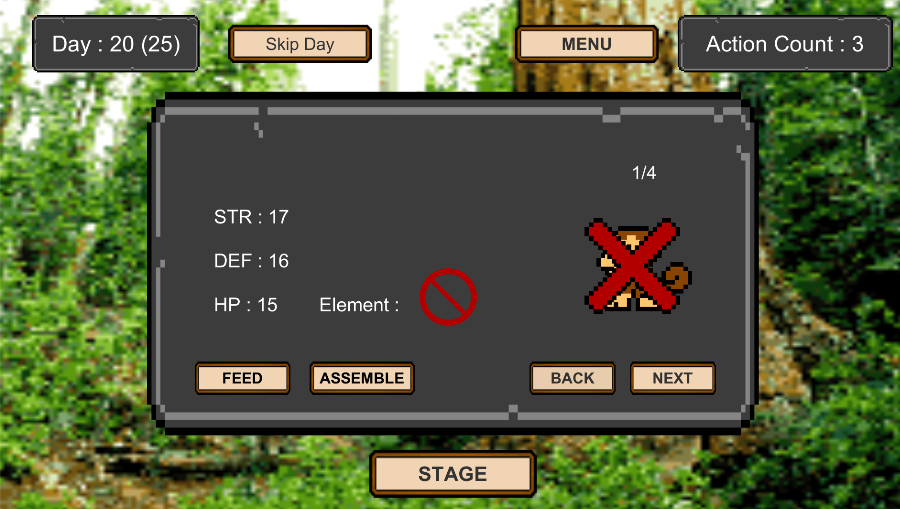 Day : 20 (25)
Skip Day
MENU
Action Count : 3
1/4
STR : 17
DEF : 16
HP : 15
Element :
FEED
ASSEMBLE
BACK
NEXT
STAGE